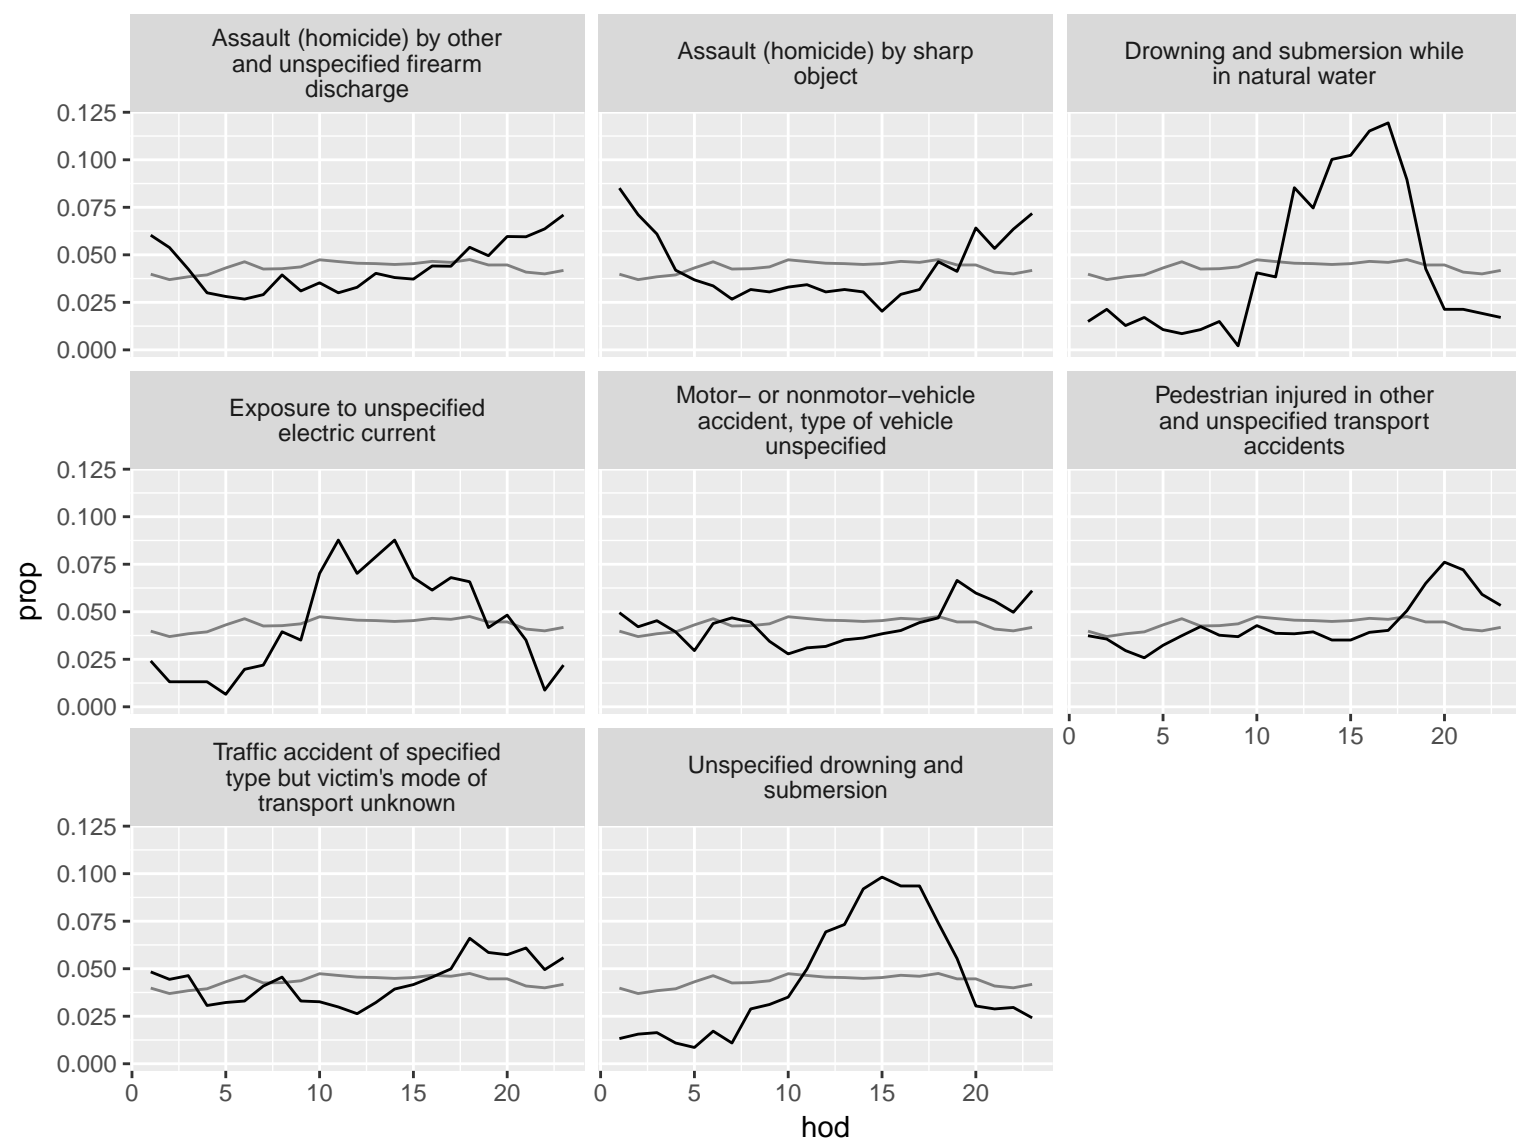 Assault (homicide) by other
and unspecified firearm
discharge
Assault (homicide) by sharp
object
Drowning and submersion while
in natural water
0.125
0.100
0.075
0.050
0.025
0.000
Exposure to unspecified
electric current
Motor− or nonmotor−vehicle
accident, type of vehicle
unspecified
Pedestrian injured in other
and unspecified transport
accidents
0.125
0.100
0.075
0.050
0.025
0.000
0 5 10 15 20
Traffic accident of specified
type but victim's mode of
transport unknown
Unspecified drowning and
submersion
0.125
0.100
0.075
0.050
0.025
0.000
0 5 10 15 20
0 5 10 15 20
prop
hod